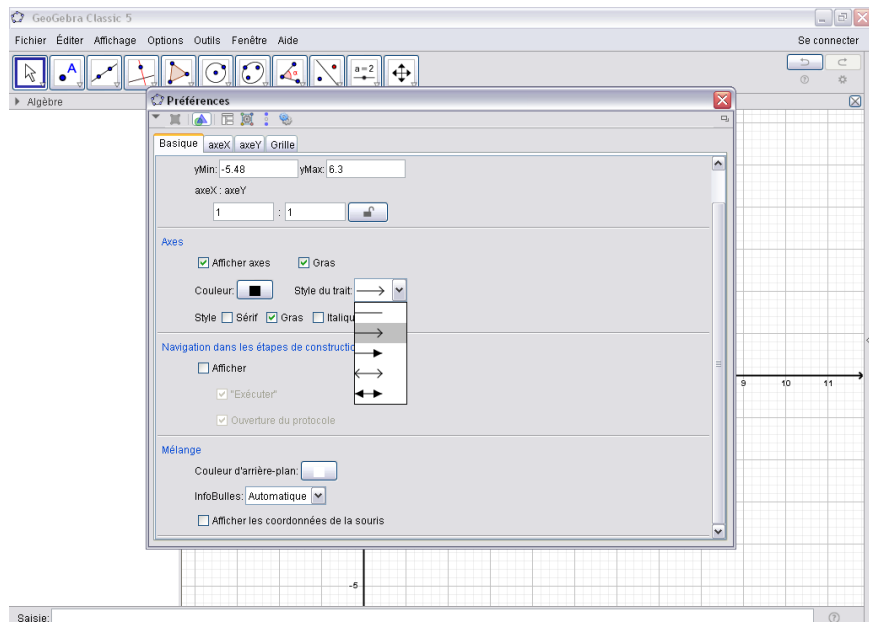 GeoGebra Classic 5
Fichier Éditer Affichage Options Outils Fenêtre Aide
Se connecter
A
a=2
Algèbre
Préférences
Basique axeX axeY Grille
yMin: -5.48 yMax: 6.3
axeX : axeY
1 : 1
Axes
Afficher axes Gras
Couleur: Style du trait:
Style Sérif Gras Italiqu
Navigation dans les étapes de constructio
Afficher
"Exécuter"
Ouverture du protocole
9 10 11
Mélange
Couleur d'arrière-plan:
InfoBulles: Automatique
Afficher les coordonnées de la souris
-5
Saisie: